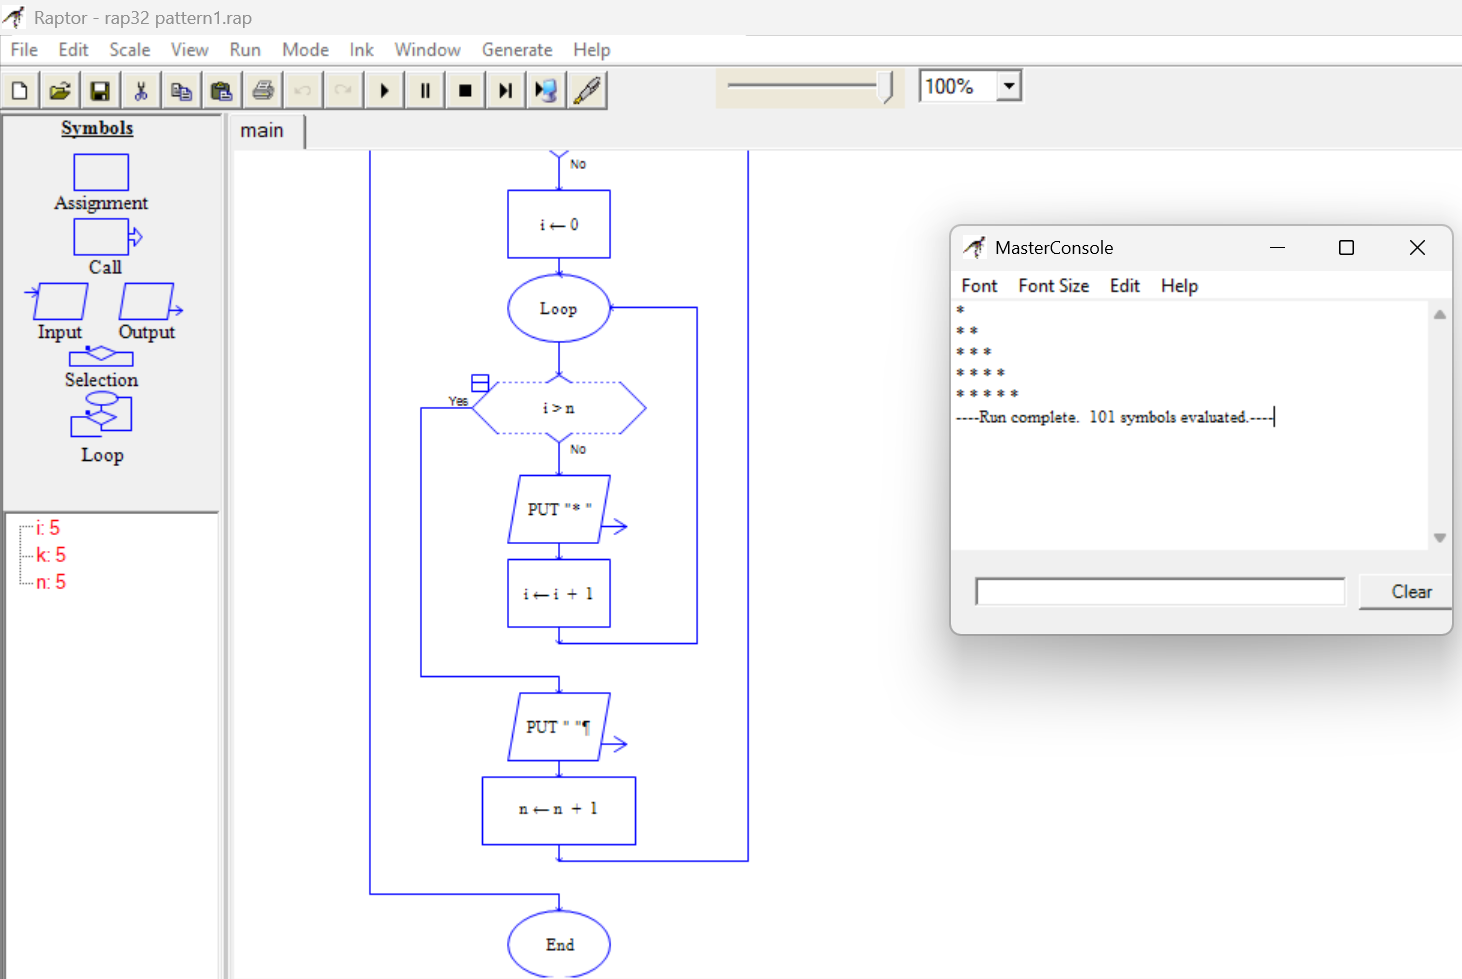 Raptor - rap32 pattern1.rap
File Edit Scale View Run Mode Ink Window Generate Help
100%
Symbols
Assignment
Call
Input Output
Selection
Loop
i: 5
k: 5
n: 5
main
No
i ← 0
Loop
Yes
i > n
No
PUT "* "
i ← i + 1
PUT " "¶
n ← n + 1
End
MasterConsole
Font Font Size Edit Help
*
* *
* * *
* * * *
* * * * *
----Run complete.  101 symbols evaluated.----
Clear